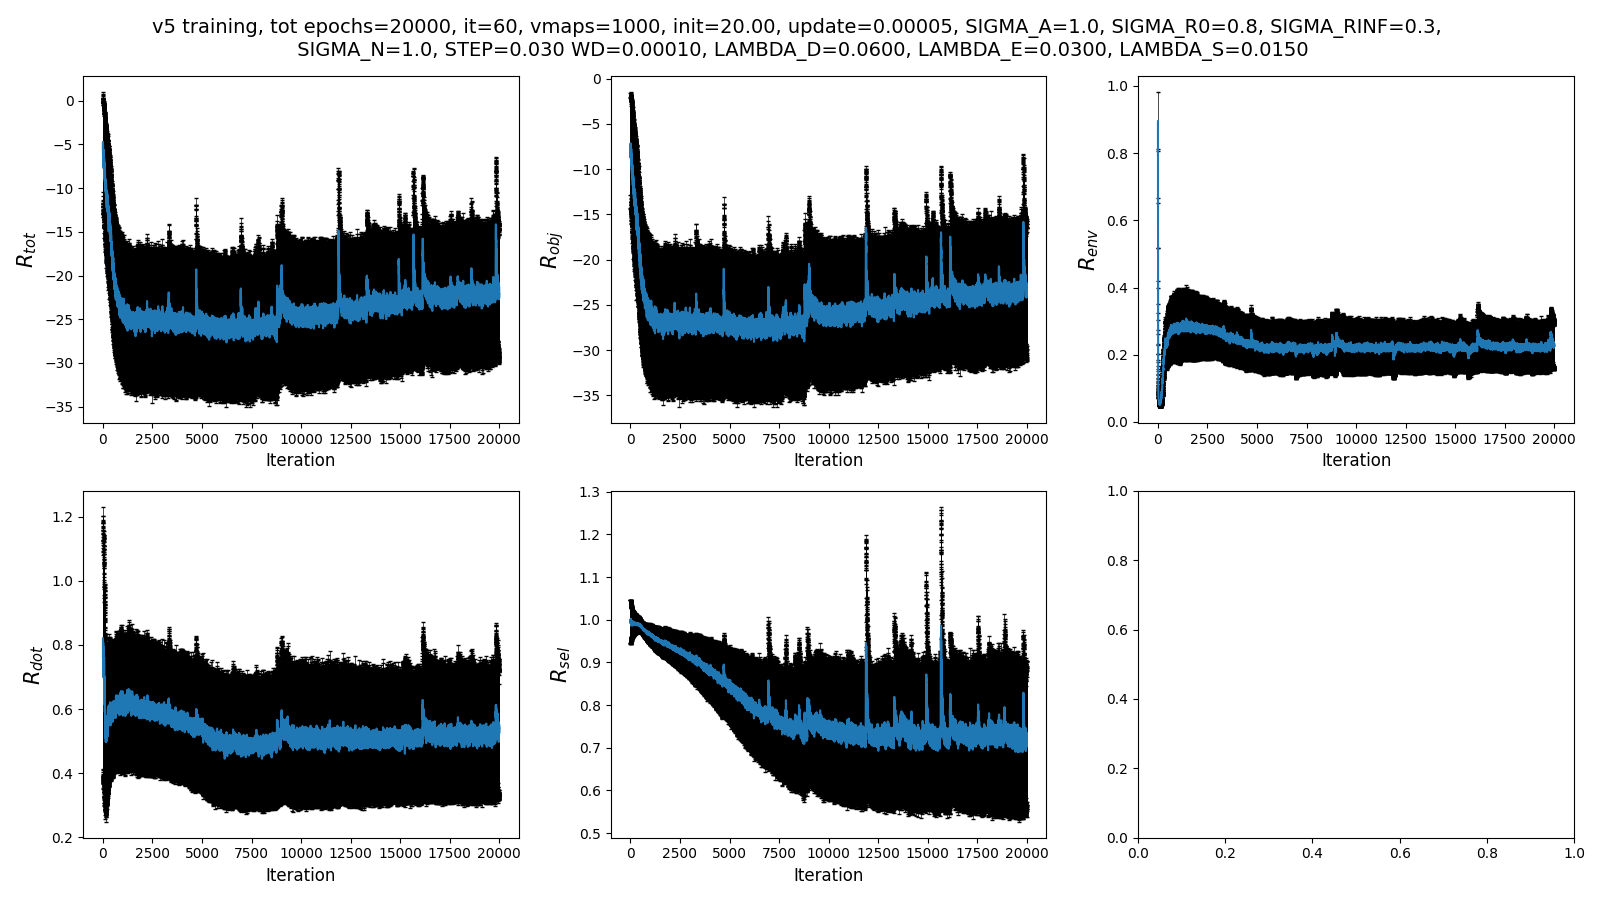 v5 training, tot epochs=20000, it=60, vmaps=1000, init=20.00, update=0.00005, SIGMA_A=1.0, SIGMA_R0=0.8, SIGMA_RINF=0.3,
SIGMA_N=1.0, STEP=0.030 WD=0.00010, LAMBDA_D=0.0600, LAMBDA_E=0.0300, LAMBDA_S=0.0150
R_tot
0
−5
−10
−15
−20
−25
−30
−35
0 2500 5000 7500 10000 12500 15000 17500 20000
Iteration
R_obj
0
−5
−10
−15
−20
−25
−30
−35
0 2500 5000 7500 10000 12500 15000 17500 20000
Iteration
R_env
1.0
0.8
0.6
0.4
0.2
0.0
0 2500 5000 7500 10000 12500 15000 17500 20000
Iteration
R_dot
1.2
1.0
0.8
0.6
0.4
0.2
0 2500 5000 7500 10000 12500 15000 17500 20000
Iteration
R_sel
1.3
1.2
1.1
1.0
0.9
0.8
0.7
0.6
0.5
0 2500 5000 7500 10000 12500 15000 17500 20000
Iteration
1.0
0.8
0.6
0.4
0.2
0.0
0.0 0.2 0.4 0.6 0.8 1.0